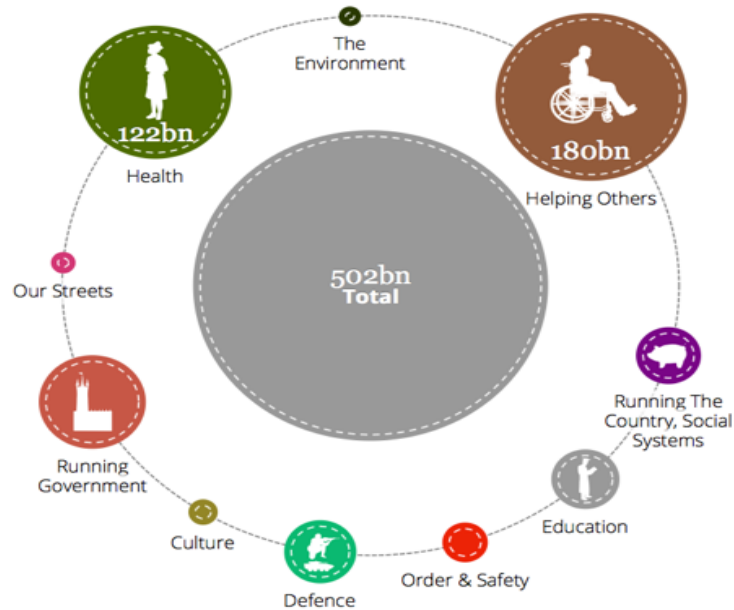 The
Environment
122bn
Health
180bn
Helping Others
Our Streets
502bn
Total
Running The
Country, Social
Systems
Running
Government
Education
Culture
Order & Safety
Defence